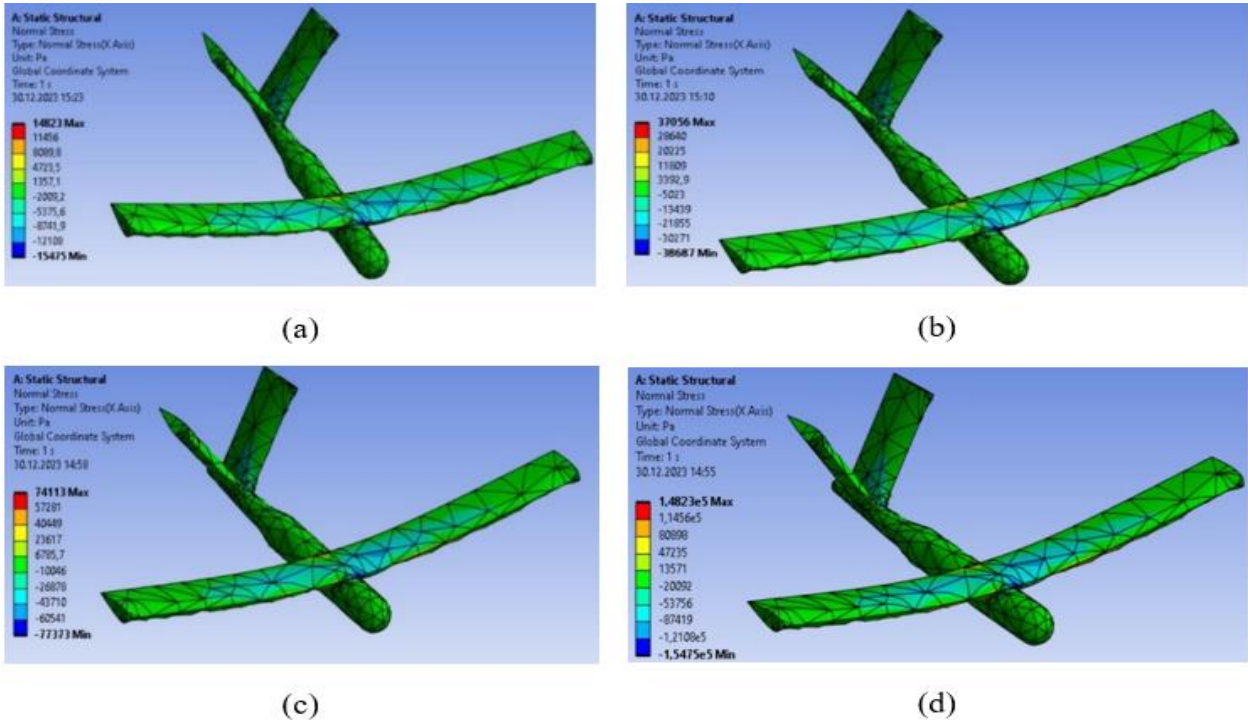 A: Static Structural
Normal Stress
Type: Normal Stress(X Axis)
Unit: Pa
Global Coordinate System
Time: 1 s
30.12.2023 15:23
14823 Max
11456
8089,8
4723,5
1357,1
-2009,2
-5375,6
-8741,9
-12108
-15475 Min
(a)
A: Static Structural
Normal Stress
Type: Normal Stress(X Axis)
Unit: Pa
Global Coordinate System
Time: 1 s
30.12.2023 15:10
37056 Max
28640
20225
11809
3392,9
-5023
-13439
-21855
-30271
-38687 Min
(b)
A: Static Structural
Normal Stress
Type: Normal Stress(X Axis)
Unit: Pa
Global Coordinate System
Time: 1 s
30.12.2023 14:58
74113 Max
57281
40449
23617
6785,7
-10046
-26878
-43710
-60541
-77373 Min
(c)
A: Static Structural
Normal Stress
Type: Normal Stress(X Axis)
Unit: Pa
Global Coordinate System
Time: 1 s
30.12.2023 14:55
1,4823e5 Max
1,1456e5
80898
47235
13571
-20092
-53756
-87419
-1,2108e5
-1,5475e5 Min
(d)